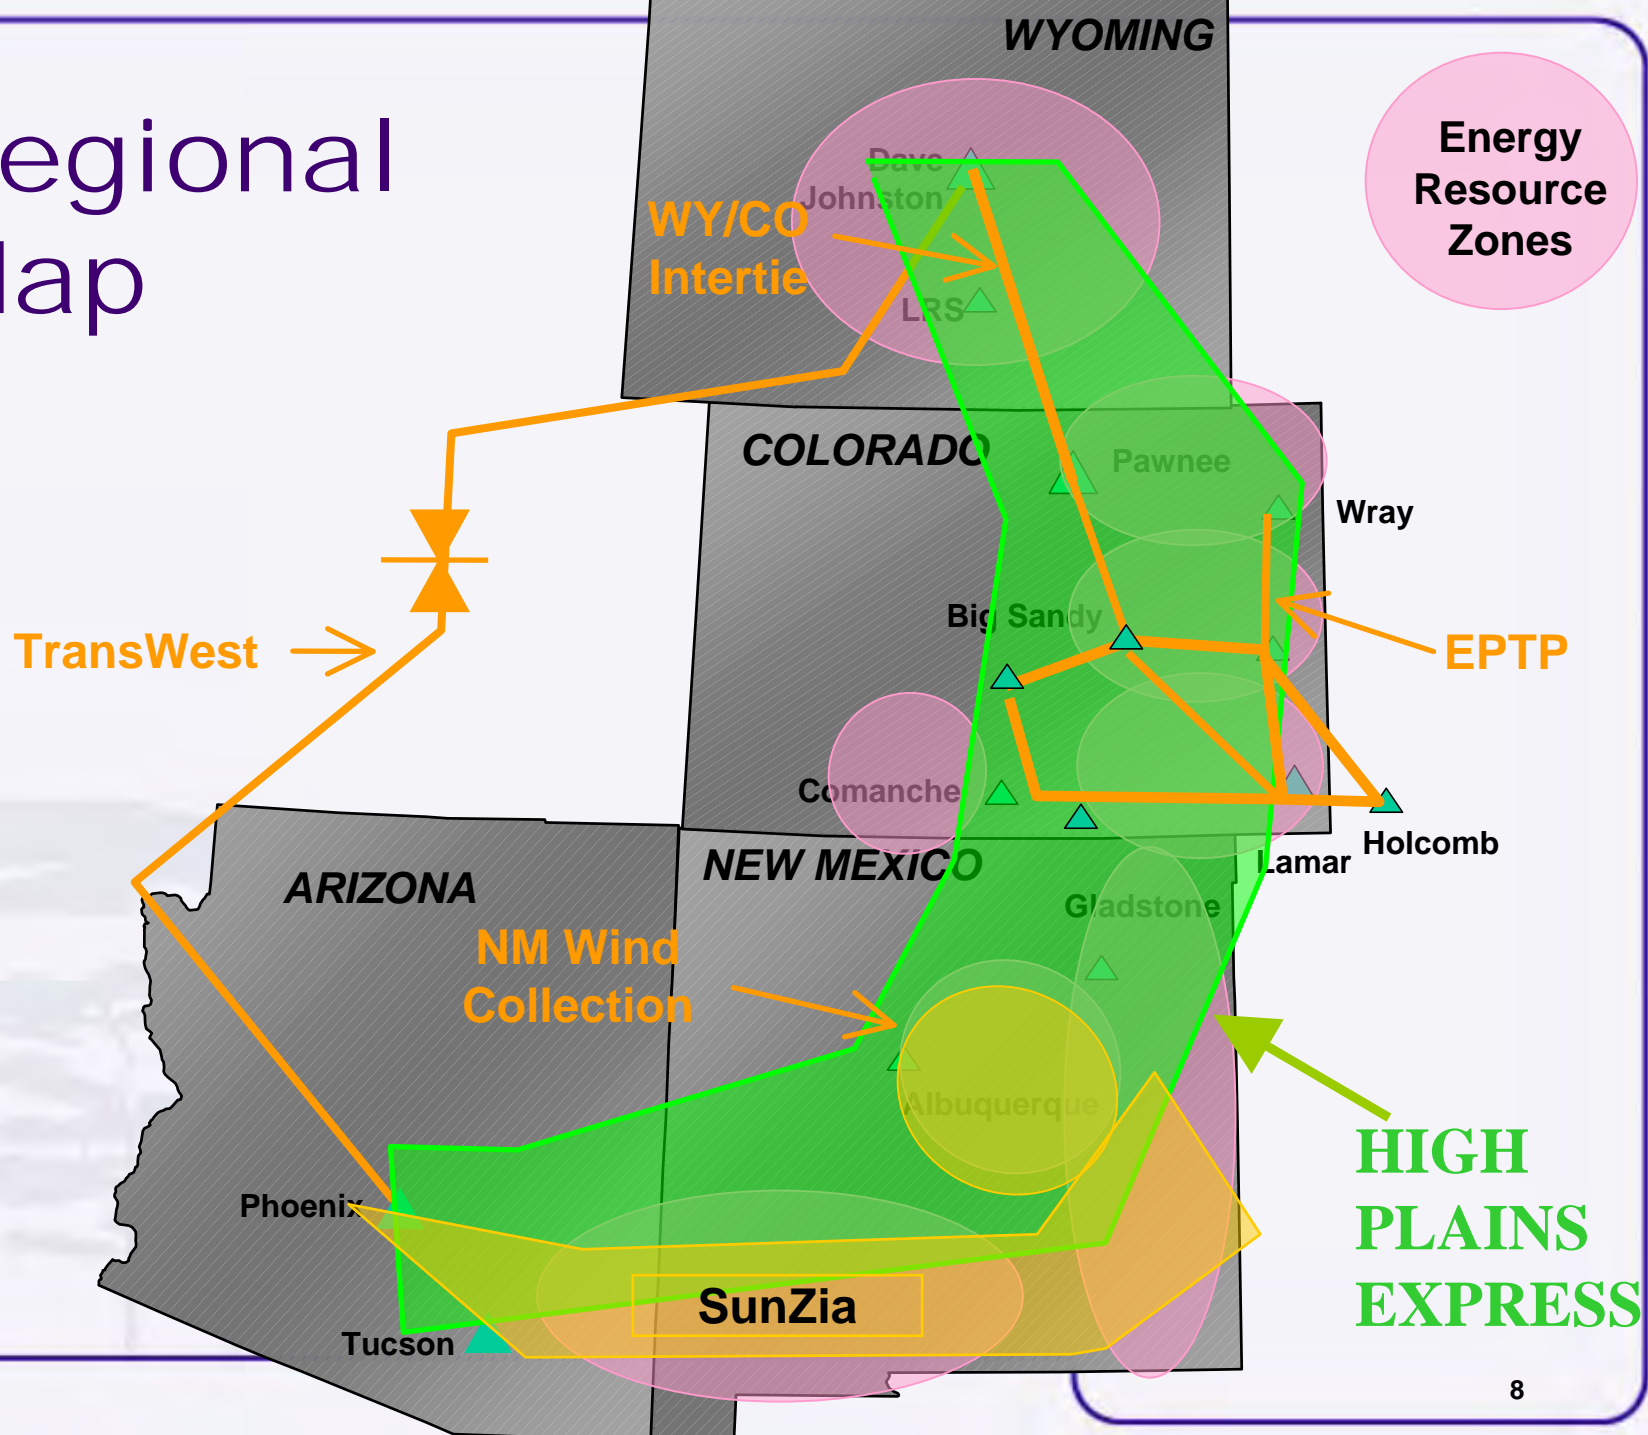 egional
ap
WYOMING
Energy
Resource
Zones
Dave
Johnston
WY/CO
Intertie
LRS
COLORADO
Pawnee
Wray
Big Sandy
TransWest
EPTP
Comanche
Holcomb
Lamar
NEW MEXICO
ARIZONA
Gladstone
NM Wind
Collection
Albuquerque
HIGH
PLAINS
EXPRESS
Phoenix
SunZia
Tucson
8